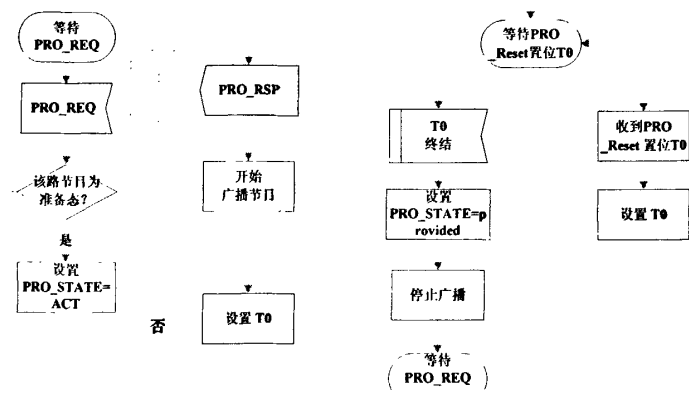 等待
PRO_REQ
PRO_REQ
该路节目为
准备态?
是
设置
PRO_STATE=
ACT
否
PRO_RSP
开始
广播节目
设置 T0
等待PRO
_Reset置位T0
T0
终结
设置
PRO_STATE=p
rovided
停止广播
等待
PRO_REQ
收到PRO
_Reset 置位T0
设置 T0